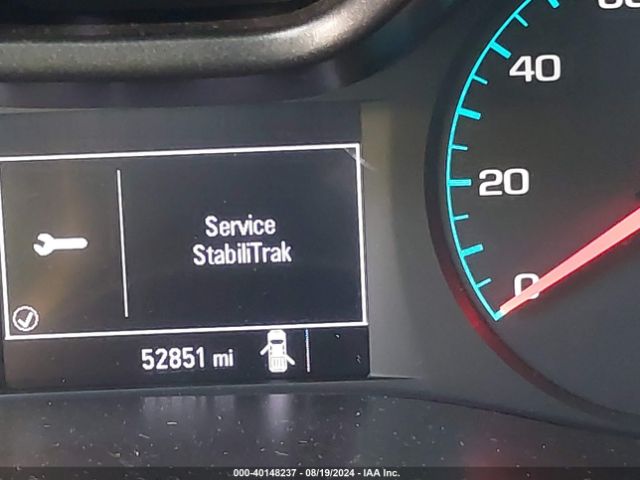 40
20
0
Service
StabiliTrak
52851 mi
000-40148237 - 08/19/2024 - IAA Inc.